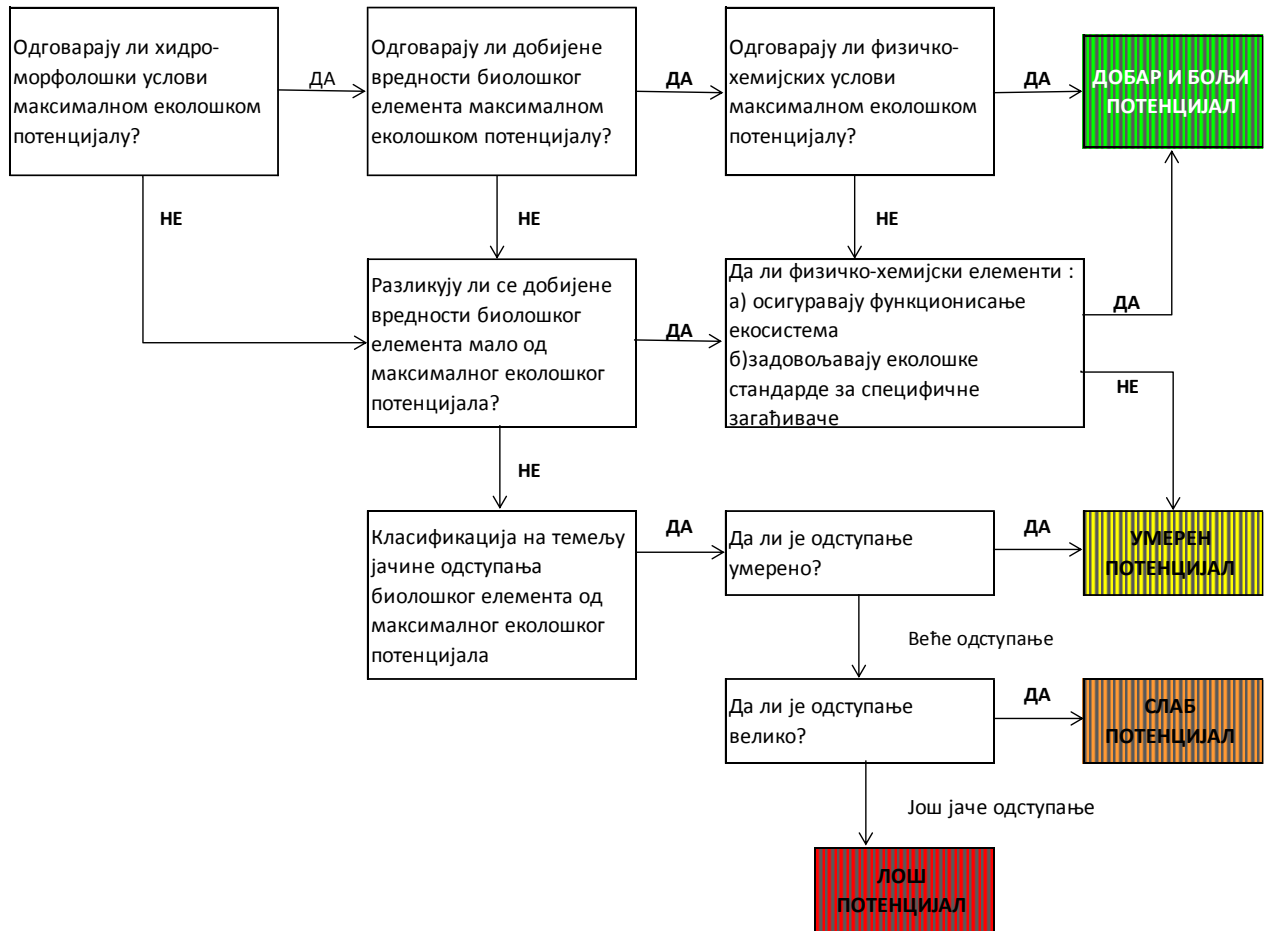 Одговарају ли хидро-
морфолошки услови
максималном еколошком
потенцијалу?
ДА
Одговарају ли добијене
вредности биолошког
елемента максималном
еколошком потенцијалу?
ДА
Одговарају ли физичко-
хемијских услови
максималном еколошком
потенцијалу?
ДА
ДОБАР И БОЉИ
ПОТЕНЦИЈАЛ
НЕ
НЕ
НЕ
Разликују ли се добијене
вредности биолошког
елемента мало од
максималног еколошког
потенцијала?
ДА
Да ли физичко-хемијски елементи :
а) осигуравају функционисање
екосистема
б)задовољавају еколошке
стандарде за специфичне
загађиваче
ДА
НЕ
НЕ
Класификација на темељу
јачине одступања
биолошког елемента од
максималног еколошког
потенцијала
ДА
Да ли је одступање
умерено?
ДА
УМЕРЕН
ПОТЕНЦИЈАЛ
Веће одступање
Да ли је одступање
велико?
ДА
СЛАБ
ПОТЕНЦИЈАЛ
Још јаче одступање
ЛОШ
ПОТЕНЦИЈАЛ